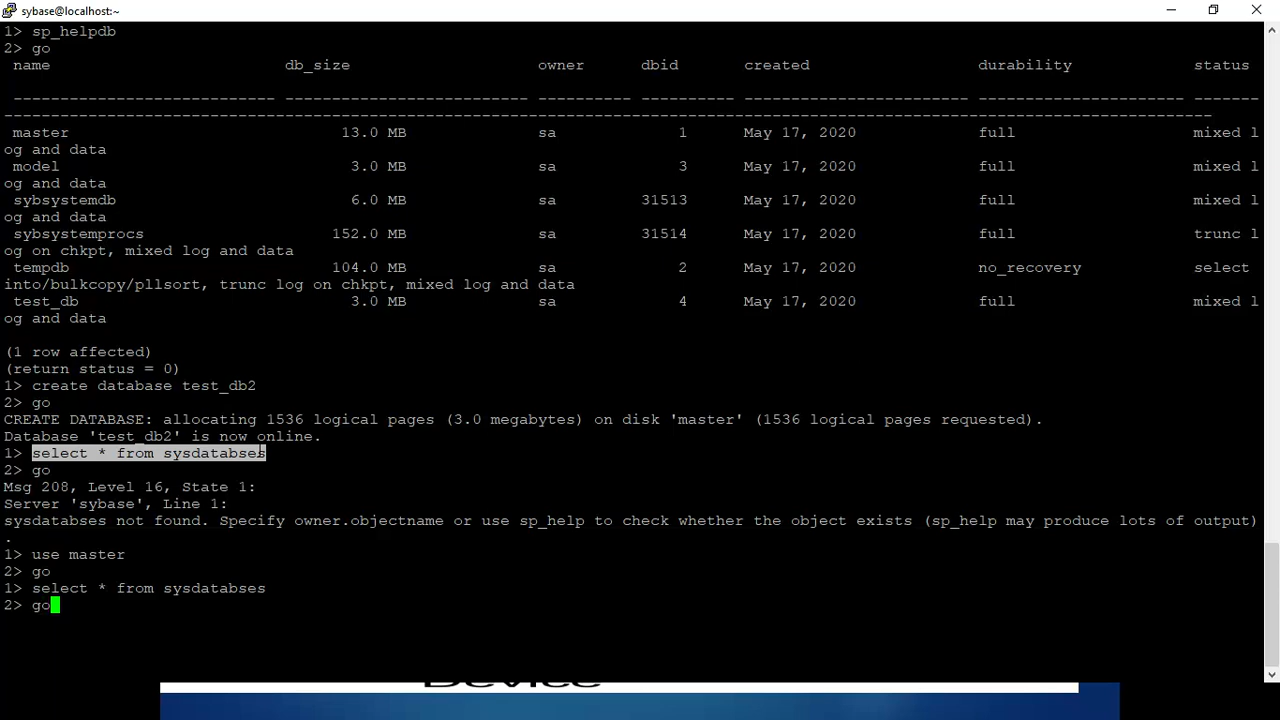 sybase@localhost:~
1> sp_helpdb
2> go
name db_size owner dbid created durability status
---------------------------- -------------------------- ---------- ---------- ------------------------ ---------------------- -------
---------------------------------------------------------------------------------------------------------------------------------
master 13.0 MB sa 1 May 17, 2020 full mixed l
og and data
model 3.0 MB sa 3 May 17, 2020 full mixed l
og and data
sybsystemdb 6.0 MB sa 31513 May 17, 2020 full mixed l
og and data
sybsystemprocs 152.0 MB sa 31514 May 17, 2020 full trunc l
og on chkpt, mixed log and data
tempdb 104.0 MB sa 2 May 17, 2020 no_recovery select
into/bulkcopy/pllsort, trunc log on chkpt, mixed log and data
test_db 3.0 MB sa 4 May 17, 2020 full mixed l
og and data
(1 row affected)
(return status = 0)
1> create database test_db2
2> go
CREATE DATABASE: allocating 1536 logical pages (3.0 megabytes) on disk 'master' (1536 logical pages requested).
Database 'test_db2' is now online.
1> select * from sysdatabses
2> go
Msg 208, Level 16, State 1:
Server 'sybase', Line 1:
sysdatabses not found. Specify owner.objectname or use sp_help to check whether the object exists (sp_help may produce lots of output)
.
1> use master
2> go
1> select * from sysdatabses
2> go
Device